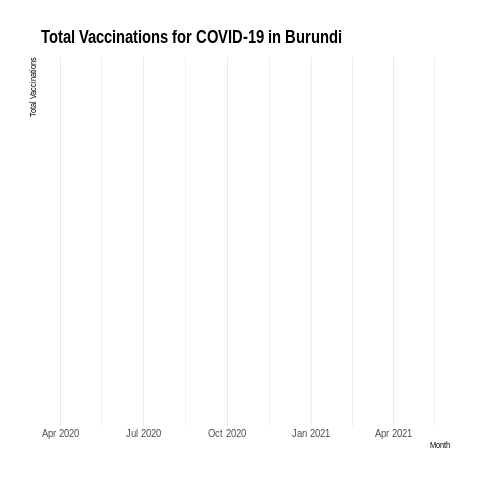 Total Vaccinations for COVID-19 in Burundi
Total Vaccinations
Apr 2020 Jul 2020 Oct 2020 Jan 2021 Apr 2021
Month